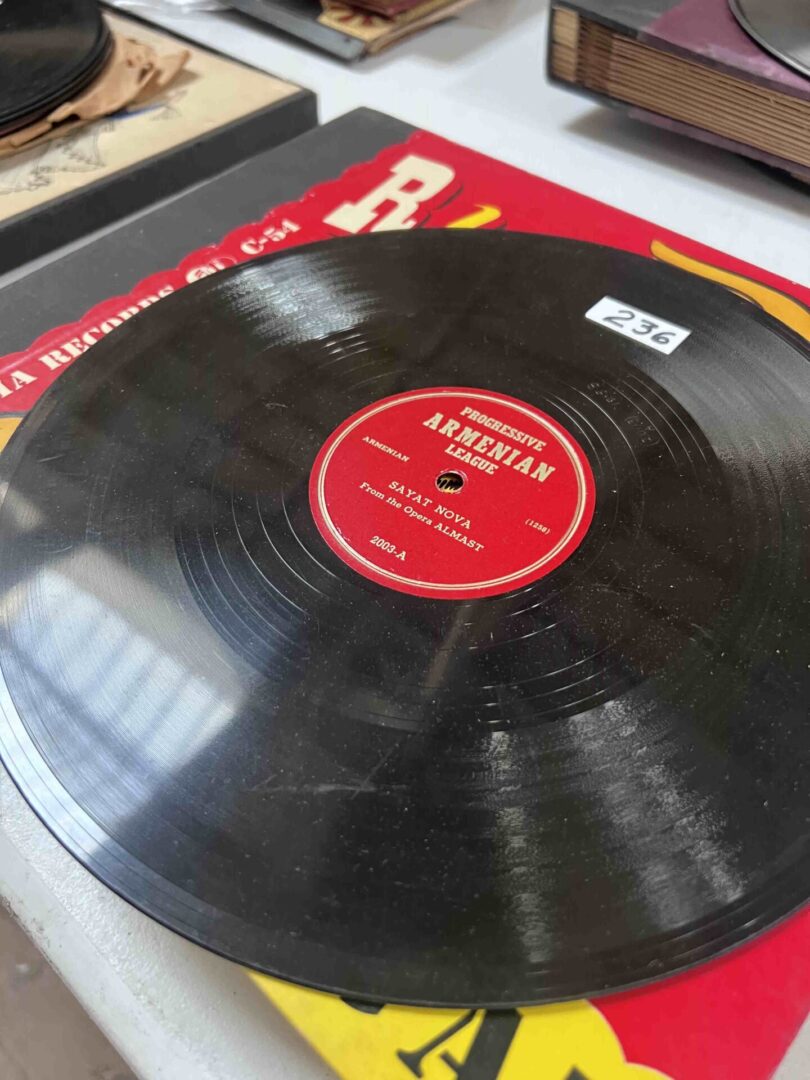 C-54
RECORDS
236
PROGRESSIVE
ARMENIAN
LEAGUE
ARMENIAN
SAYAT NOVA
From the Opera ALMAST
(1256)
2003-A